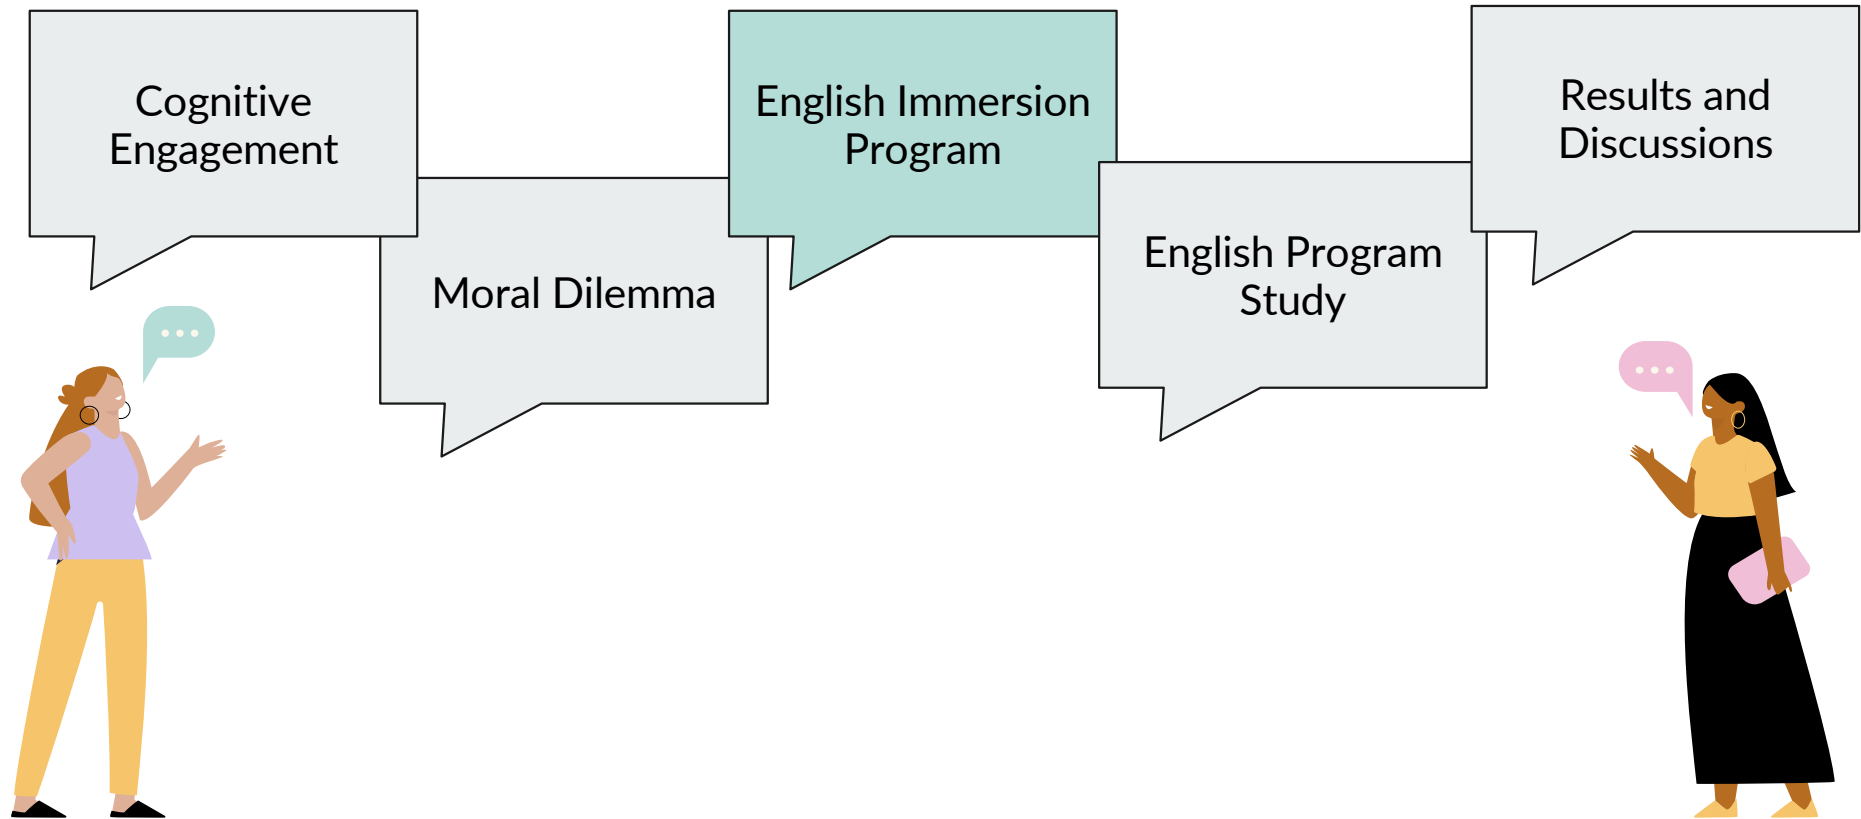 Cognitive
Engagement
Moral Dilemma
English Immersion
Program
English Program
Study
Results and
Discussions